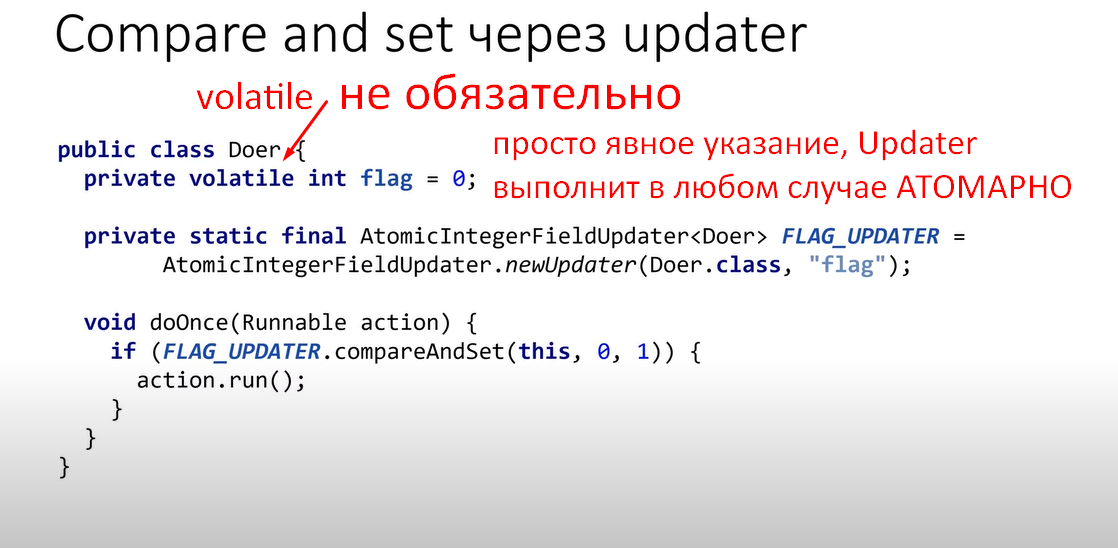 Compare and set через updater
volatile не обязательно
public class Doer {
просто явное указание, Updater
private volatile int flag = 0;
выполнит в любом случае АТОМАРНО
private static final AtomicIntegerFieldUpdater<Doer> FLAG_UPDATER =
AtomicIntegerFieldUpdater.newUpdater(Doer.class, "flag");
void doOnce(Runnable action) {
if (FLAG_UPDATER.compareAndSet(this, 0, 1)) {
action.run();
}
}
}